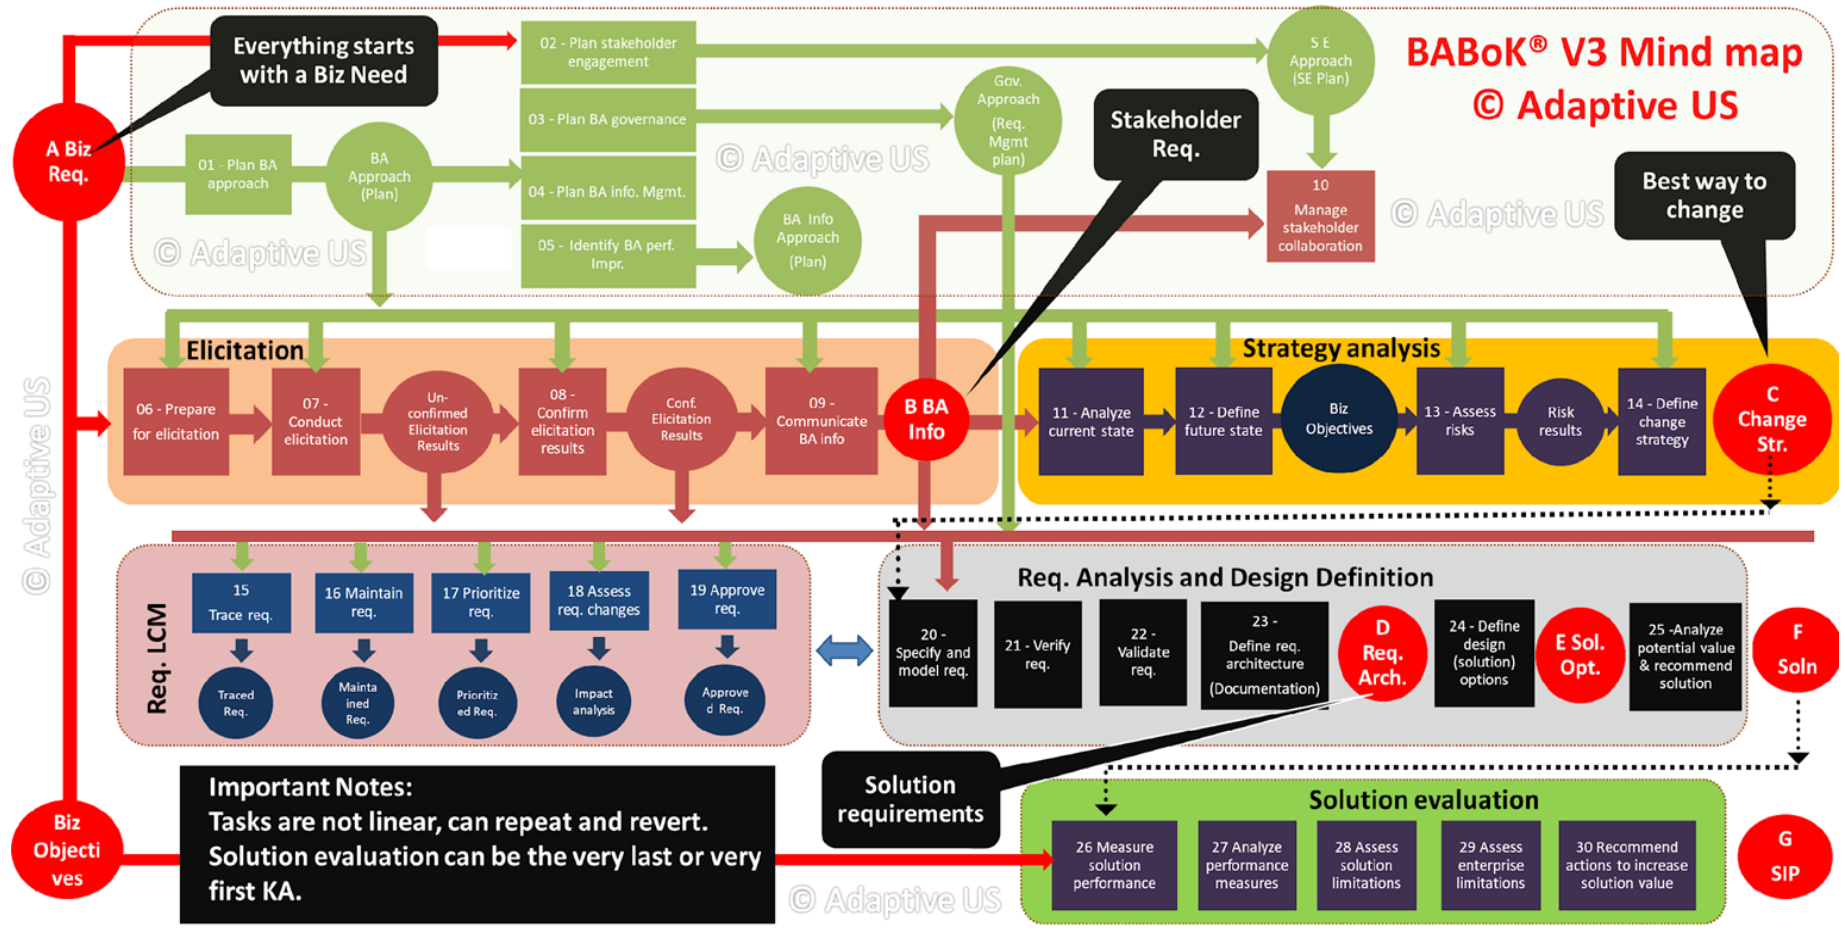 Everything starts
with a Biz Need
02 - Plan stakeholder
engagement
S E
Approach
(SE Plan)
BABoK® V3 Mind map
© Adaptive US
A Biz
Req.
01 - Plan BA
approach
BA
Approach
(Plan)
03 - Plan BA governance
04 - Plan BA info. Mgmt.
05 - Identify BA perf.
Impr.
Gov.
Approach
(Req.
Mgmt
plan)
BA Info
Approach
(Plan)
© Adaptive US
© Adaptive US
Stakeholder
Req.
10
Manage
stakeholder
collaboration
© Adaptive US
Best way to
change
© Adaptive US
Elicitation
06 - Prepare
for elicitation
07 -
Conduct
elicitation
Un-
confirmed
Elicitation
Results
08 -
Confirm
elicitation
results
Conf.
Elicitation
Results
09 -
Communicate
BA info
B BA
Info
Strategy analysis
11 - Analyze
current state
12 - Define
future state
Biz
Objectives
13 - Assess
risks
Risk
results
14 - Define
change
strategy
C
Change
Str.
Req. LCM
15
Trace req.
16 Maintain
req.
17 Prioritize
req.
18 Assess
req. changes
19 Approve
req.
Traced
Req.
Mainta
ined
Req.
Prioritiz
ed Req.
Impact
analysis
Approve
d Req.
Req. Analysis and Design Definition
20 -
Specify and
model req.
21 - Verify
req.
22 -
Validate
req.
23 -
Define req.
architecture
(Documentation)
D
Req.
Arch.
24 - Define
design
(solution)
options
E Sol.
Opt.
25 -Analyze
potential value
& recommend
solution
F
Soln
Solution
requirements
Biz
Objecti
ves
Important Notes:
Tasks are not linear, can repeat and revert.
Solution evaluation can be the very last or very
first KA.
© Adaptive US
Solution evaluation
26 Measure
solution
performance
27 Analyze
performance
measures
28 Assess
solution
limitations
29 Assess
enterprise
limitations
30 Recommend
actions to increase
solution value
G
SIP